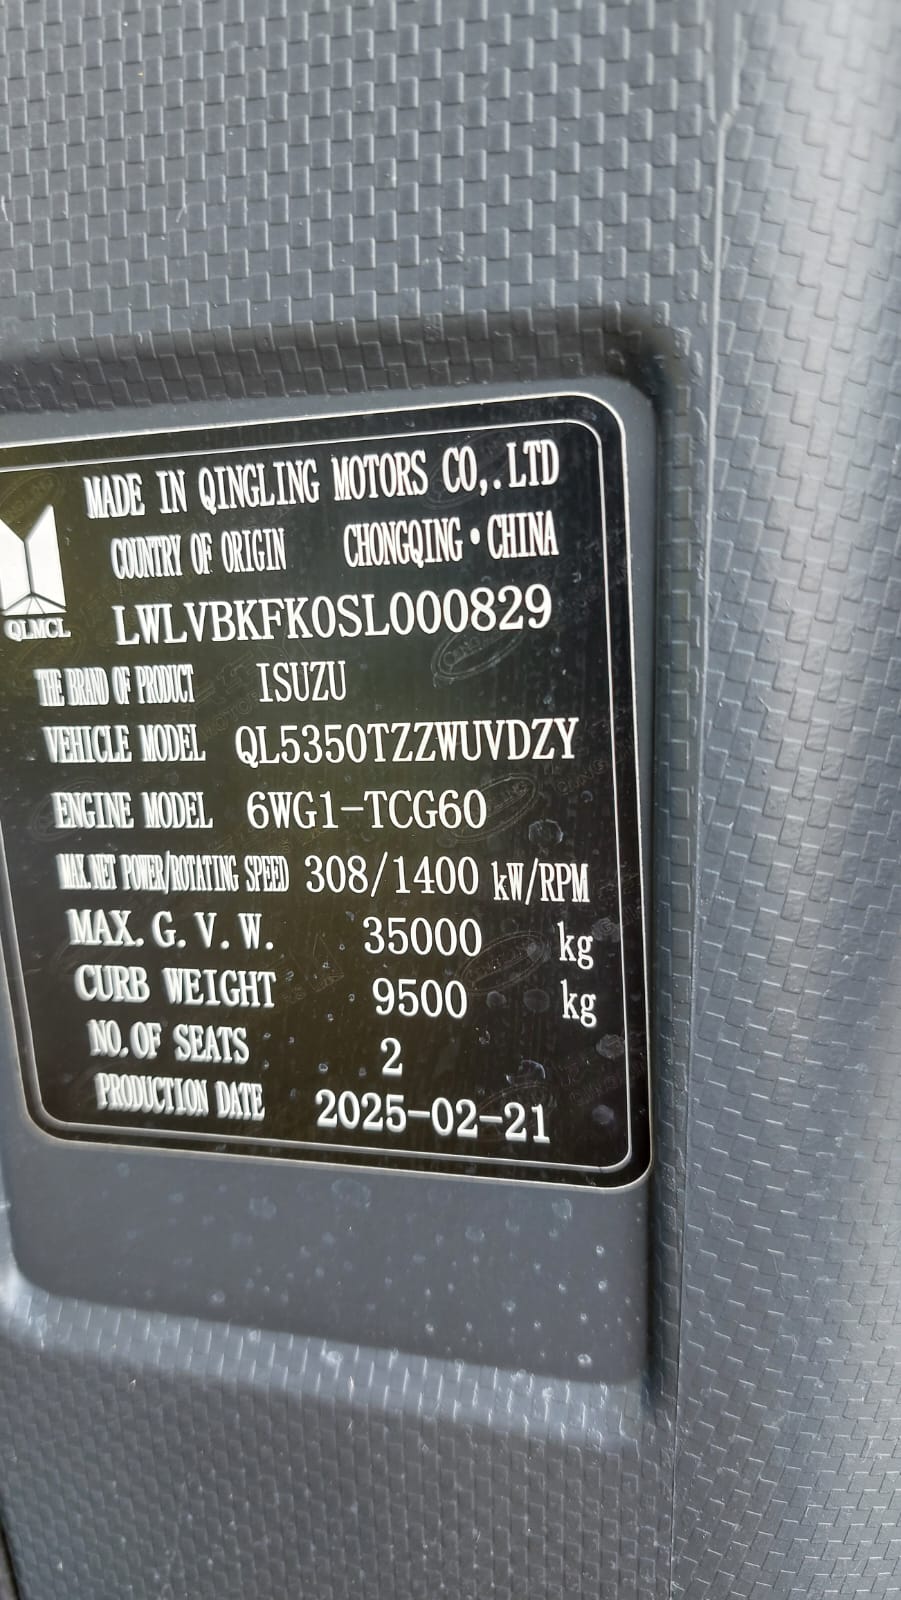 MADE IN QINGLING MOTORS CO,.LTD
COUNTRY OF ORIGIN CHONGQING·CHINA
QLMCL
LWLVBKFK0SL000829
THE BRAND OF PRODUCT ISUZU
VEHICLE MODEL QL5350TZZWUVDZY
ENGINE MODEL 6WG1-TCG60
MAX.NET POWER/ROTATING SPEED 308/1400 kW/RPM
MAX. G. V. W. 35000 kg
CURB WEIGHT 9500 kg
NO. OF SEATS 2
PRODUCTION DATE 2025-02-21